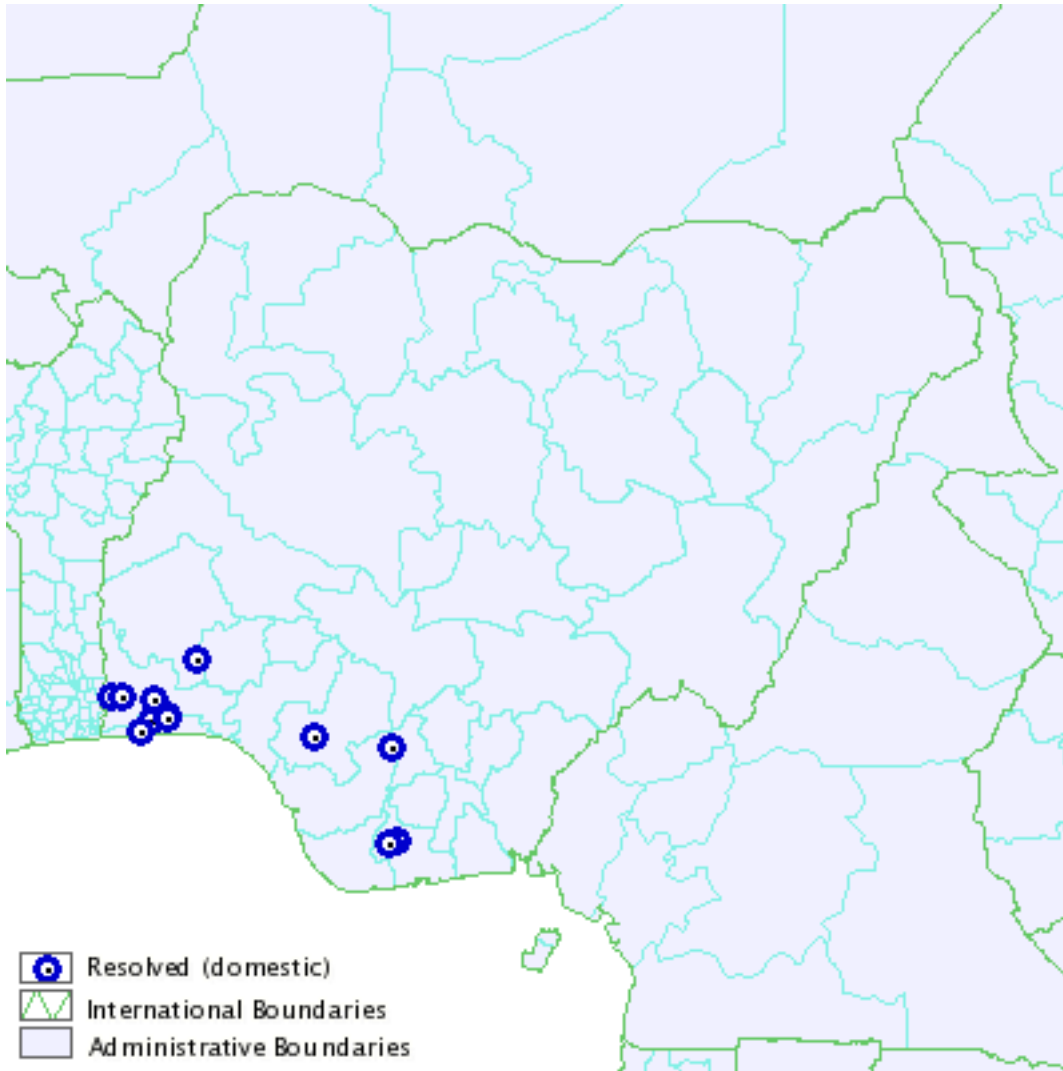 Resolved (domestic)
International Boundaries
Administrative Boundaries